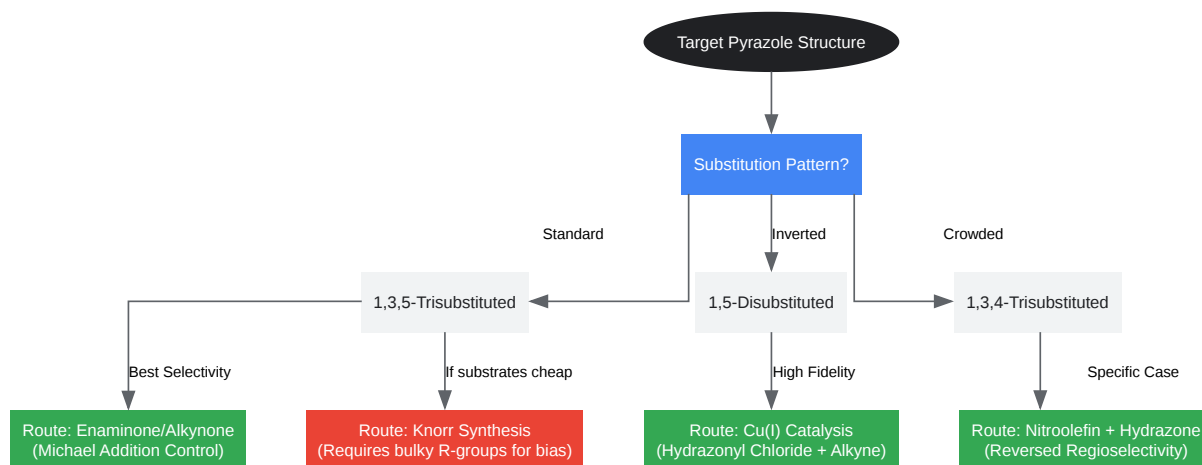 Target Pyrazole Structure
Substitution Pattern?
Standard
Inverted
Crowded
1,3,5-Trisubstituted
1,5-Disubstituted
1,3,4-Trisubstituted
Best Selectivity
If substrates cheap
High Fidelity
Specific Case
Route: Enaminone/Alkynone
(Michael Addition Control)
Route: Knorr Synthesis
(Requires bulky R-groups for bias)
Route: Cu(I) Catalysis
(Hydrazonyl Chloride + Alkyne)
Route: Nitroolefin + Hydrazone
(Reversed Regioselectivity)